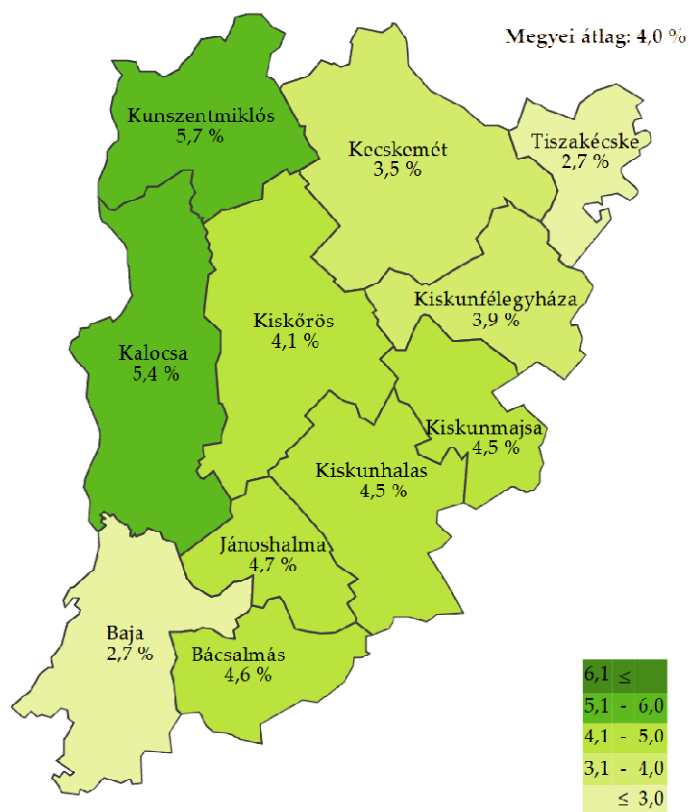 Megyei átlag: 4,0 %
Kunszentmiklós
5,7 %
Kecskemét
3,5 %
Tiszakécske
2,7 %
Kiskunfélegyháza
3,9 %
Kiskőrös
4,1 %
Kalocsa
5,4 %
Kiskunmajsa
4,5 %
Kiskunhalas
4,5 %
Jánoshalma
4,7 %
Baja
2,7 %
Bácsalmás
4,6 %
6,1 ≤
5,1 - 6,0
4,1 - 5,0
3,1 - 4,0
≤ 3,0